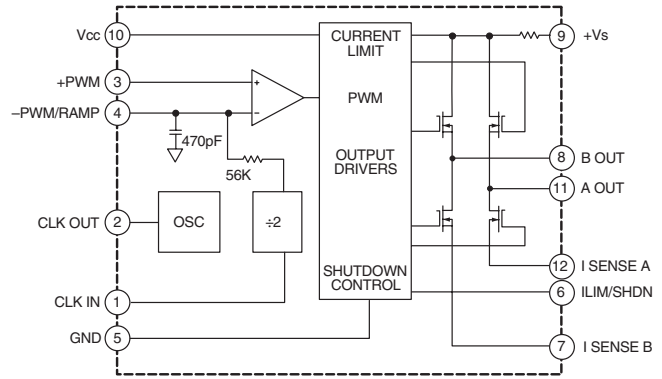 Vcc 10
+PWM 3
–PWM/RAMP 4
CLK OUT 2
CLK IN 1
GND 5
+
–
470pF
56K
OSC
÷2
CURRENT
LIMIT
PWM
OUTPUT
DRIVERS
SHUTDOWN
CONTROL
9 +Vs
8 B OUT
11 A OUT
12 I SENSE A
6 ILIM/SHDN
7 I SENSE B